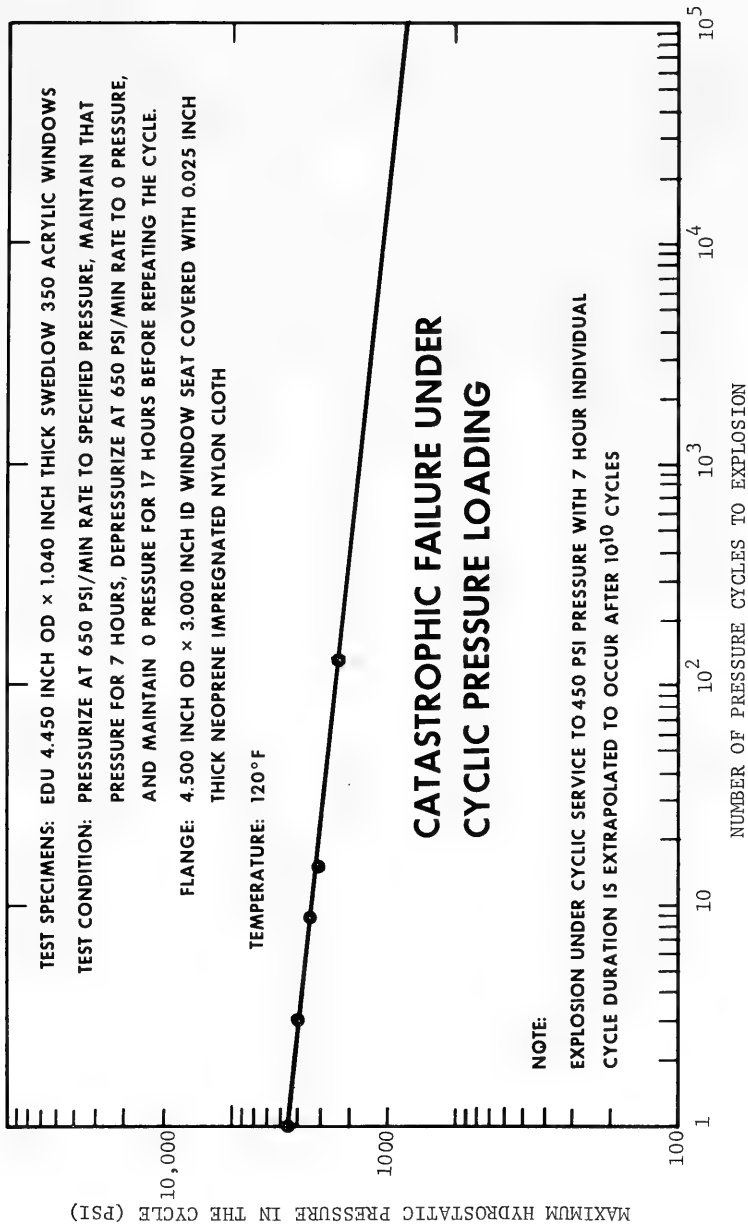 TEST SPECIMENS: EDU 4.450 INCH OD × 1.040 INCH THICK SWEDLOW 350 ACRYLIC WINDOWS
TEST CONDITION: PRESSURIZE AT 650 PSI/MIN RATE TO SPECIFIED PRESSURE, MAINTAIN THAT
PRESSURE FOR 7 HOURS, DEPRESSURIZE AT 650 PSI/MIN RATE TO 0 PRESSURE,
AND MAINTAIN 0 PRESSURE FOR 17 HOURS BEFORE REPEATING THE CYCLE.
FLANGE: 4.500 INCH OD × 3.000 INCH ID WINDOW SEAT COVERED WITH 0.025 INCH
THICK NEOPRENE IMPREGNATED NYLON CLOTH
TEMPERATURE: 120°F
CATASTROPHIC FAILURE UNDER
CYCLIC PRESSURE LOADING
NOTE:
EXPLOSION UNDER CYCLIC SERVICE TO 450 PSI PRESSURE WITH 7 HOUR INDIVIDUAL
CYCLE DURATION IS EXTRAPOLATED TO OCCUR AFTER 10¹⁰ CYCLES
MAXIMUM HYDROSTATIC PRESSURE IN THE CYCLE (PSI)
10,000
1000
100
1
10
10²
10³
10⁴
10⁵
NUMBER OF PRESSURE CYCLES TO EXPLOSION